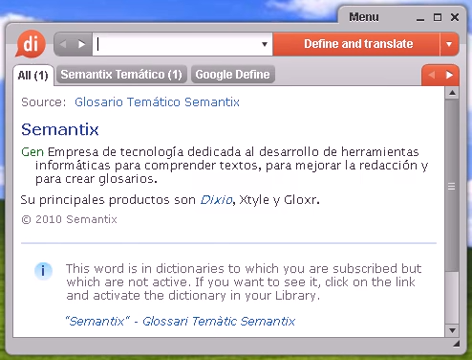 Menu
di
Define and translate
All (1) Semantix Temático (1) Google Define
Source: Glosario Temático Semantix
Semantix
Gen Empresa de tecnología dedicada al desarrollo de herramientas
informáticas para comprender textos, para mejorar la redacción y
para crear glosarios.
Su principales productos son Dixio, Xtyle y Gloxr.
© 2010 Semantix
i
This word is in dictionaries to which you are subscribed but
which are not active. If you want to see it, click on the link
and activate the dictionary in your Library.
"Semantix" - Glossari Temàtic Semantix